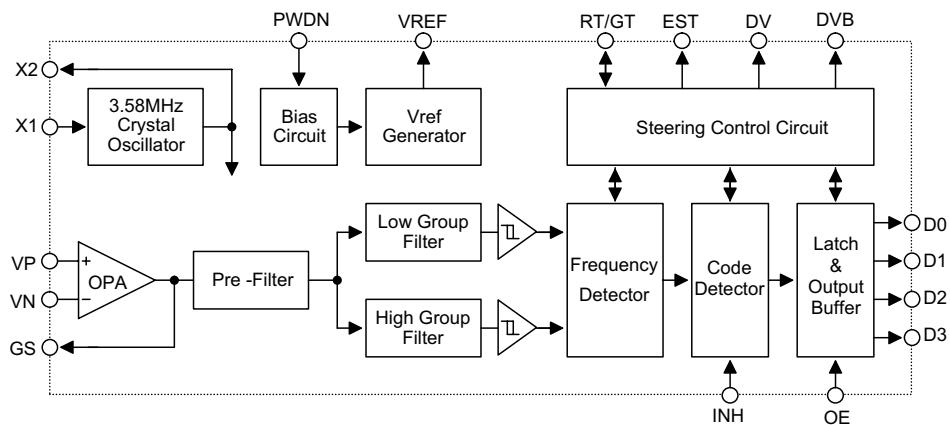 PWDN
VREF
RT/GT
EST
DV
DVB
X2
X1
3.58MHz
Crystal
Oscillator
Bias
Circuit
Vref
Generator
Steering Control Circuit
VP
VN
GS
+
−
OPA
Pre -Filter
Low Group
Filter
High Group
Filter
Frequency
Detector
Code
Detector
Latch
&
Output
Buffer
D0
D1
D2
D3
INH
OE